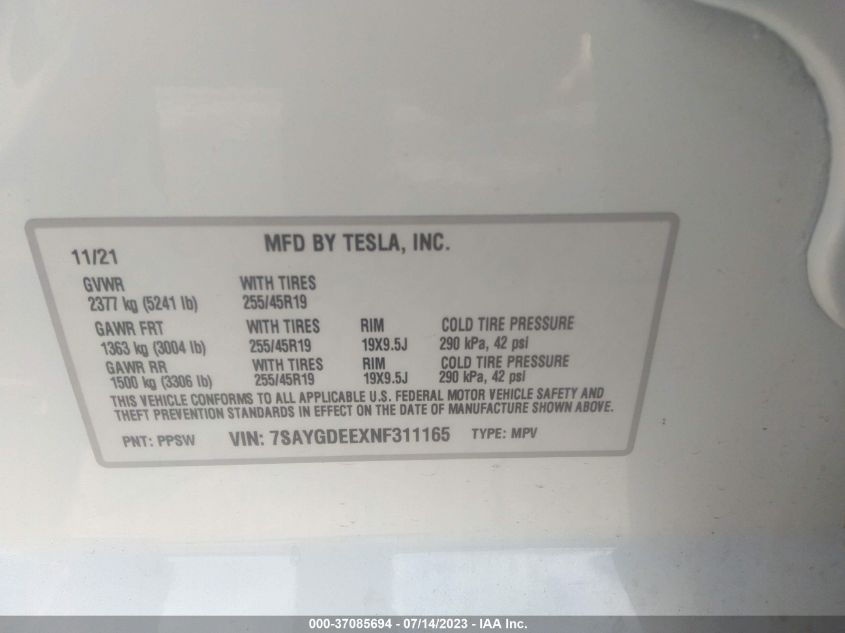 11/21 MFD BY TESLA, INC.
GVWR WITH TIRES
2377 kg (5241 lb) 255/45R19
GAWR FRT WITH TIRES RIM COLD TIRE PRESSURE
1363 kg (3004 lb) 255/45R19 19X9.5J 290 kPa, 42 psi
GAWR RR WITH TIRES RIM COLD TIRE PRESSURE
1500 kg (3306 lb) 255/45R19 19X9.5J 290 kPa, 42 psi
THIS VEHICLE CONFORMS TO ALL APPLICABLE U.S. FEDERAL MOTOR VEHICLE SAFETY AND
THEFT PREVENTION STANDARDS IN EFFECT ON THE DATE OF MANUFACTURE SHOWN ABOVE.
PNT: PPSW VIN: 7SAYGDEEXNF311165 TYPE: MPV
000-37085694 - 07/14/2023 - IAA Inc.